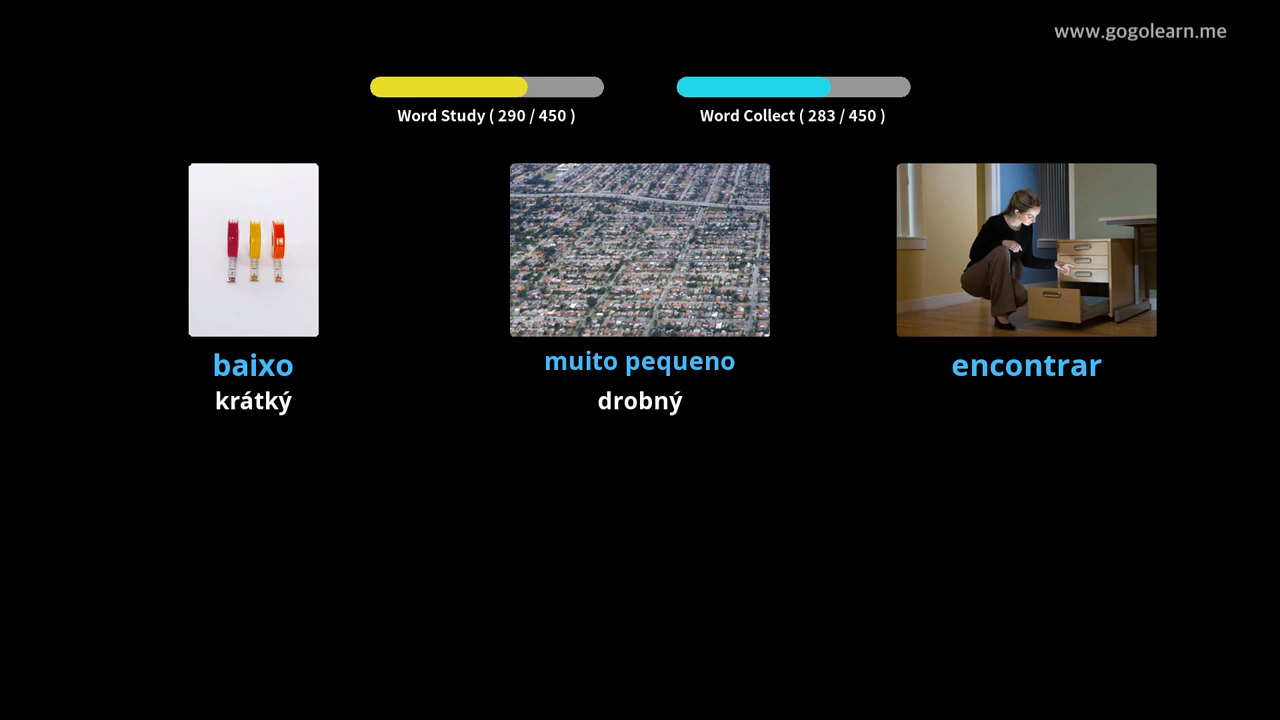 www.gogolearn.me
Word Study ( 290 / 450 )
Word Collect ( 283 / 450 )
baixo
muito pequeno
encontrar
krátký
drobný